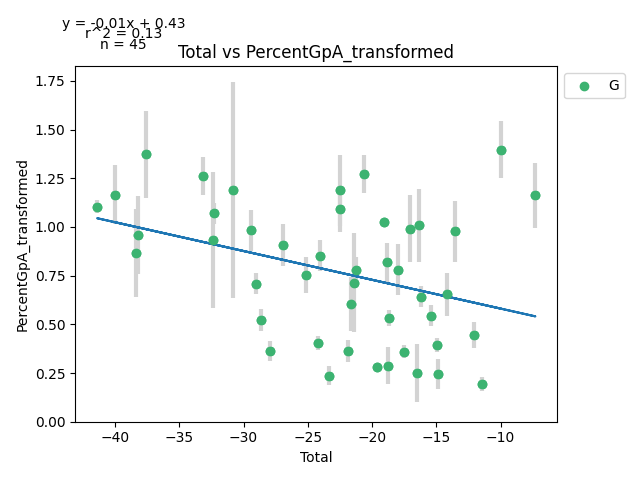 y = -0.01x + 0.43
r^2 = 0.13
n = 45
Total vs PercentGpA_transformed
G
PercentGpA_transformed
1.75
1.50
1.25
1.00
0.75
0.50
0.25
0.00
−40 −35 −30 −25 −20 −15 −10
Total